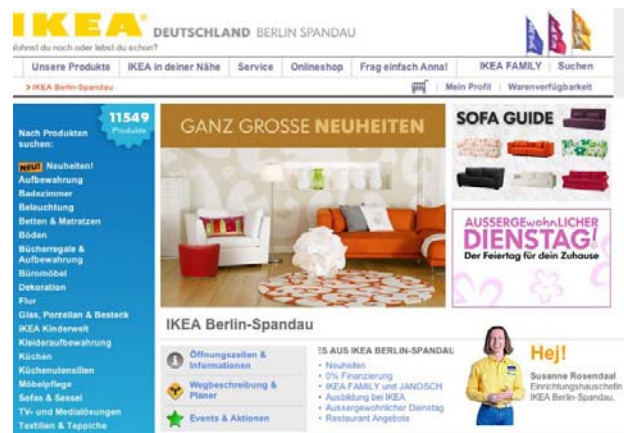 IKEA DEUTSCHLAND BERLIN SPANDAU
Wohnst du noch oder lebst du schon?
Unsere Produkte IKEA in deiner Nähe Service Onlineshop Frag einfach Anna! IKEA FAMILY Suchen
> IKEA Berlin-Spandau Mein Profil Warenverfügbarkeit
11549
Produkte
Nach Produkten
suchen:
NEU! Neuheiten!
Aufbewahrung
Badezimmer
Beleuchtung
Betten & Matratzen
Böden
Bücherregale &
Aufbewahrung
Büromöbel
Dekoration
Flur
Glas, Porzellan & Besteck
IKEA Kinderwelt
Kleideraufbewahrung
Küchen
Küchenutensilien
Möbelpflege
Sofas & Sessel
TV- und Medialösungen
Textilien & Teppiche
GANZ GROSSE NEUHEITEN
SOFA GUIDE
AUSSERGEwohnLICHER
DIENSTAG!
Der Feiertag für dein Zuhause
IKEA Berlin-Spandau
Öffnungszeiten &
Informationen
Wegbeschreibung &
Planer
Events & Aktionen
ES AUS IKEA BERLIN-SPANDAU
• Neuheiten
• 0% Finanzierung
• IKEA FAMILY und JANOSCH
• Ausbildung bei IKEA
• Aussergewohnlicher Dienstag
• Restaurant Angebote
Hej!
Susanne Rosendaal
Einrichtungshauschefin
IKEA Berlin-Spandau.